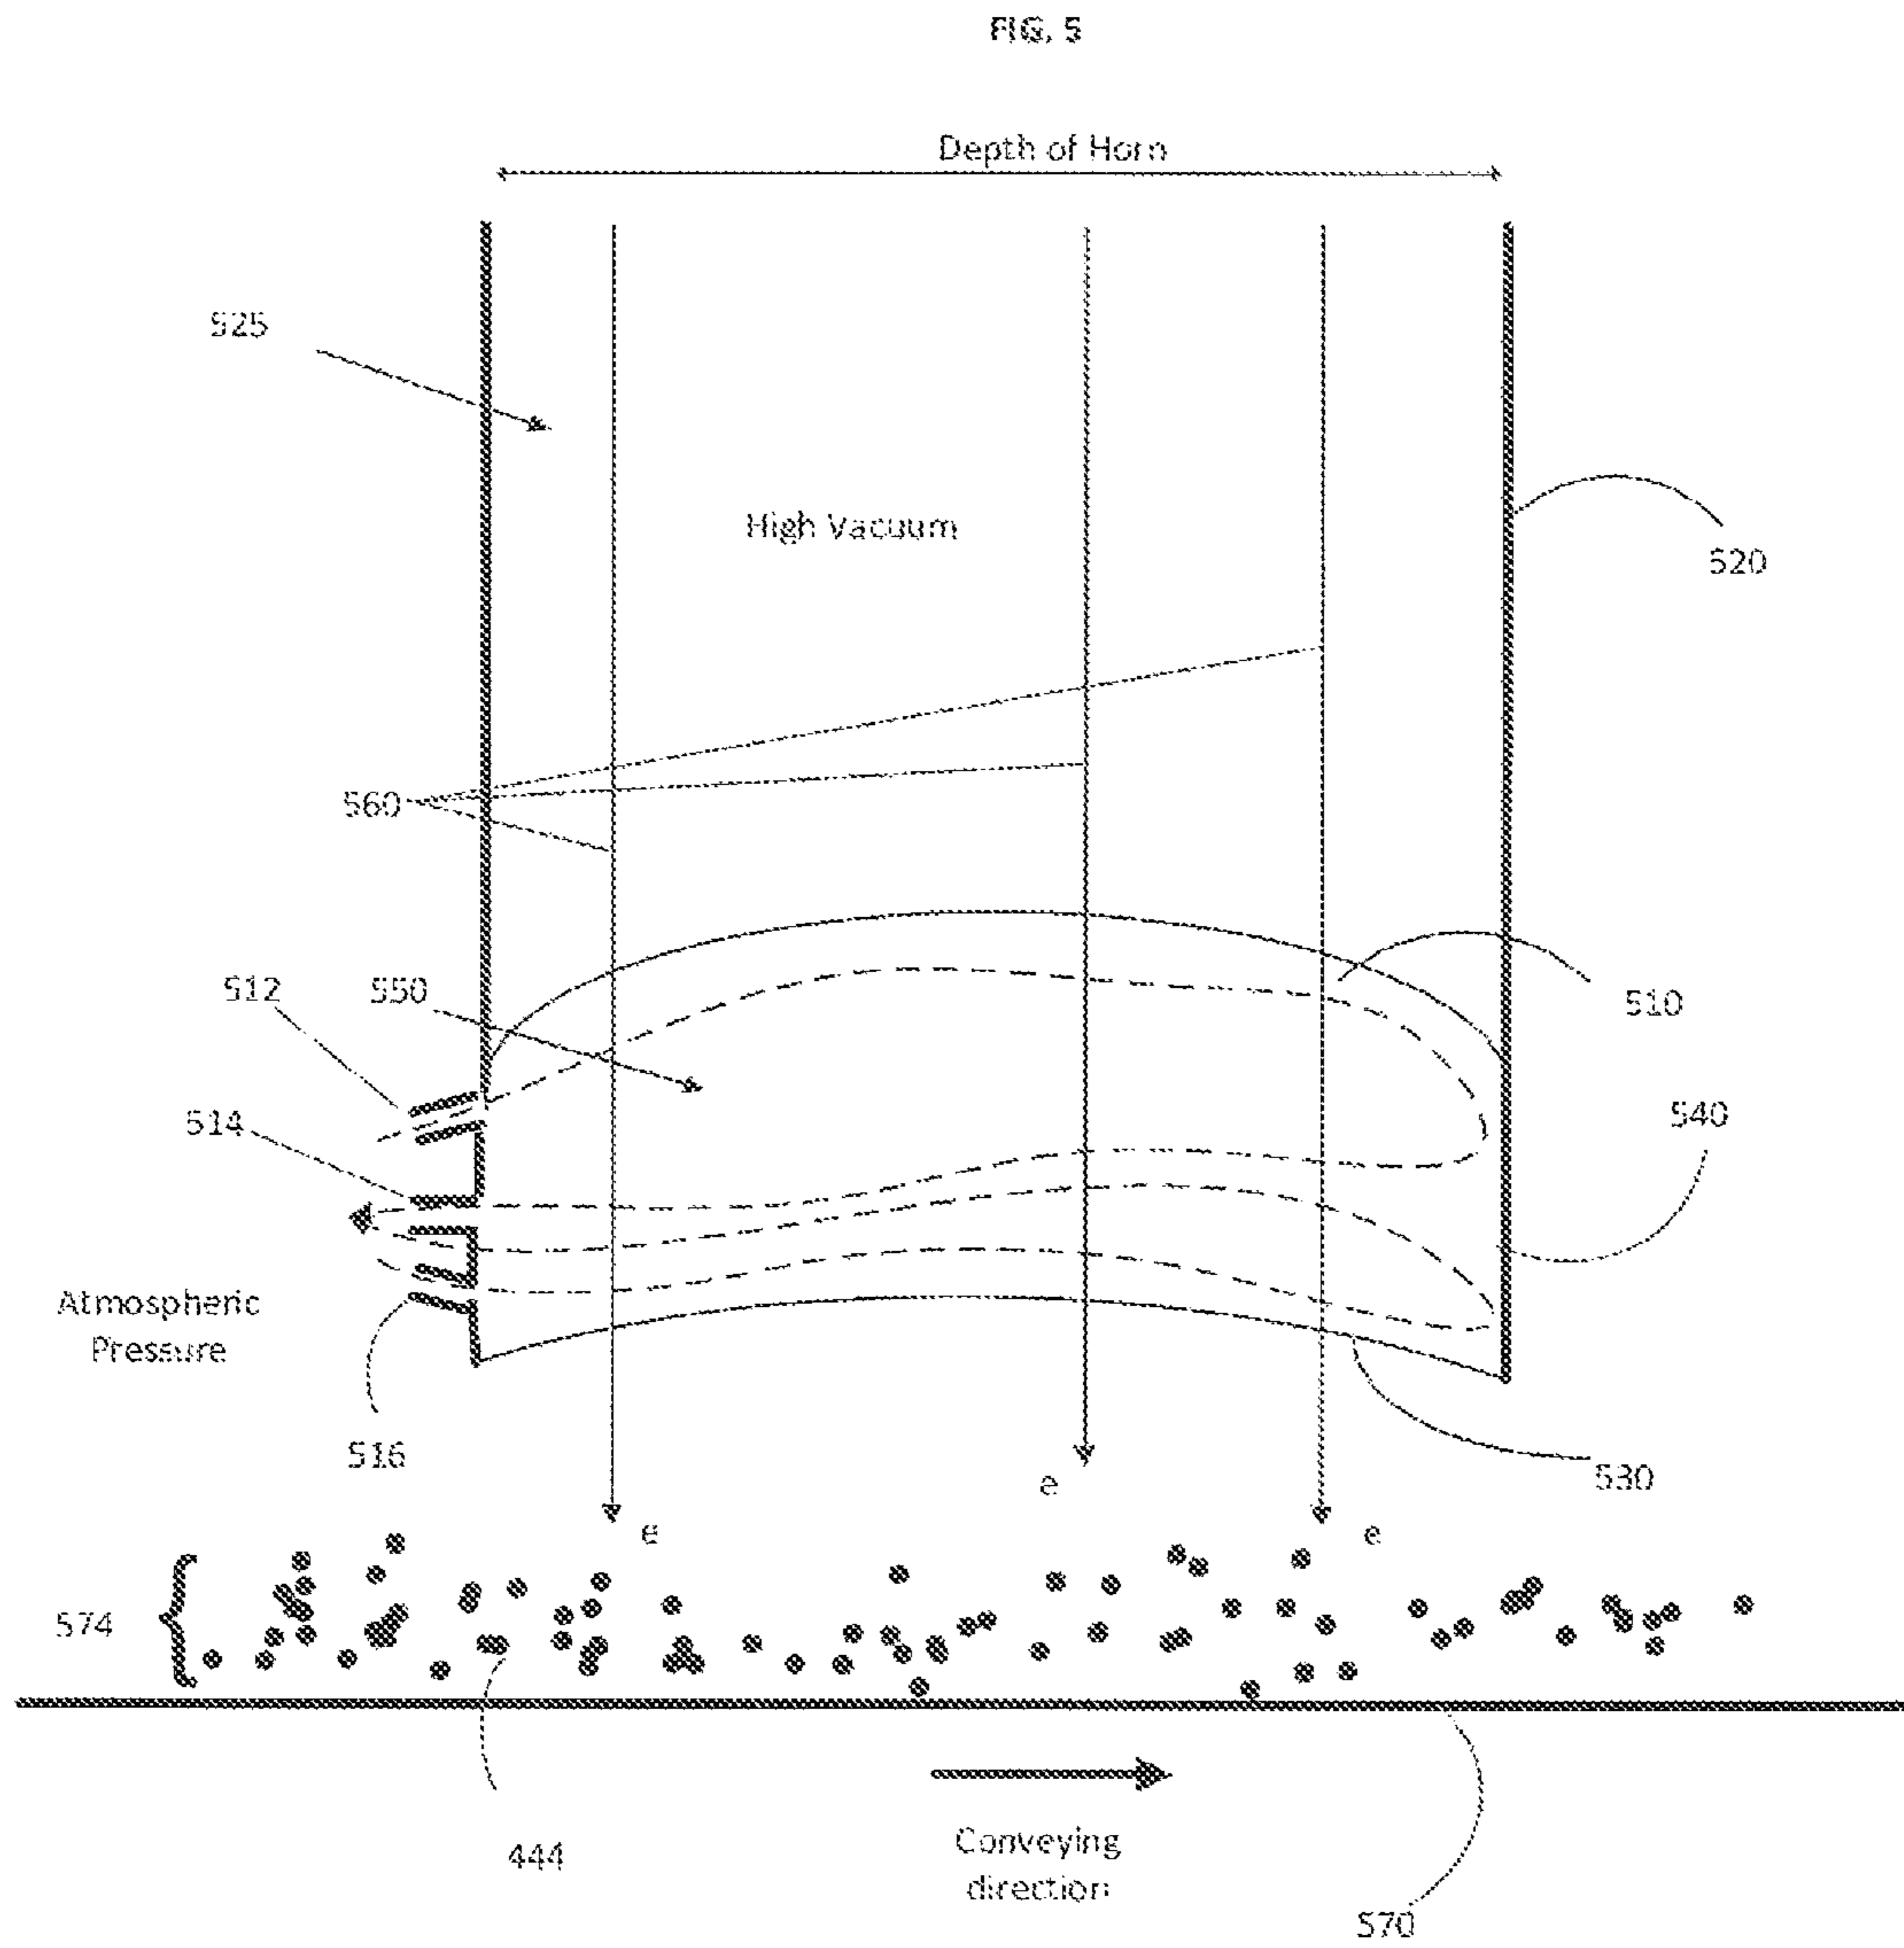 FIG. 5
Depth of Horn
525
High Vacuum
520
560
512
550
510
514
540
Atmospheric
Pressure
516
530
e
e
e
574
444
Conveying
direction
570